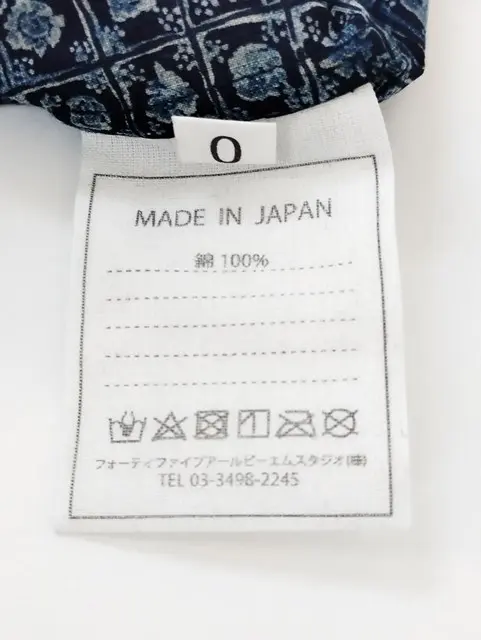 0
MADE IN JAPAN
綿 100%
フォーティファイブアールピーエムスタジオ(株)
TEL 03-3498-2245